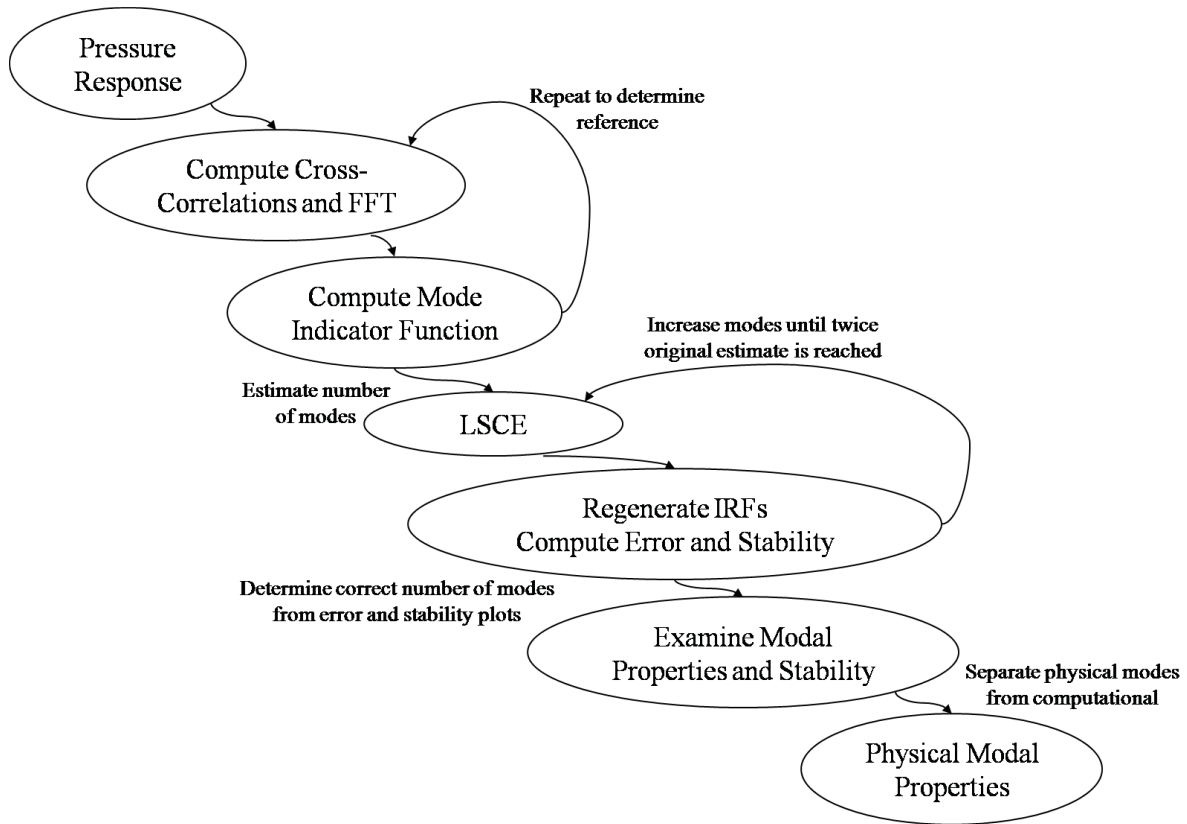 Pressure
Response
Repeat to determine
reference
Compute Cross-
Correlations and FFT
Compute Mode
Indicator Function
Increase modes until twice
original estimate is reached
Estimate number
of modes
LSCE
Regenerate IRFs
Compute Error and Stability
Determine correct number of modes
from error and stability plots
Examine Modal
Properties and Stability
Separate physical modes
from computational
Physical Modal
Properties